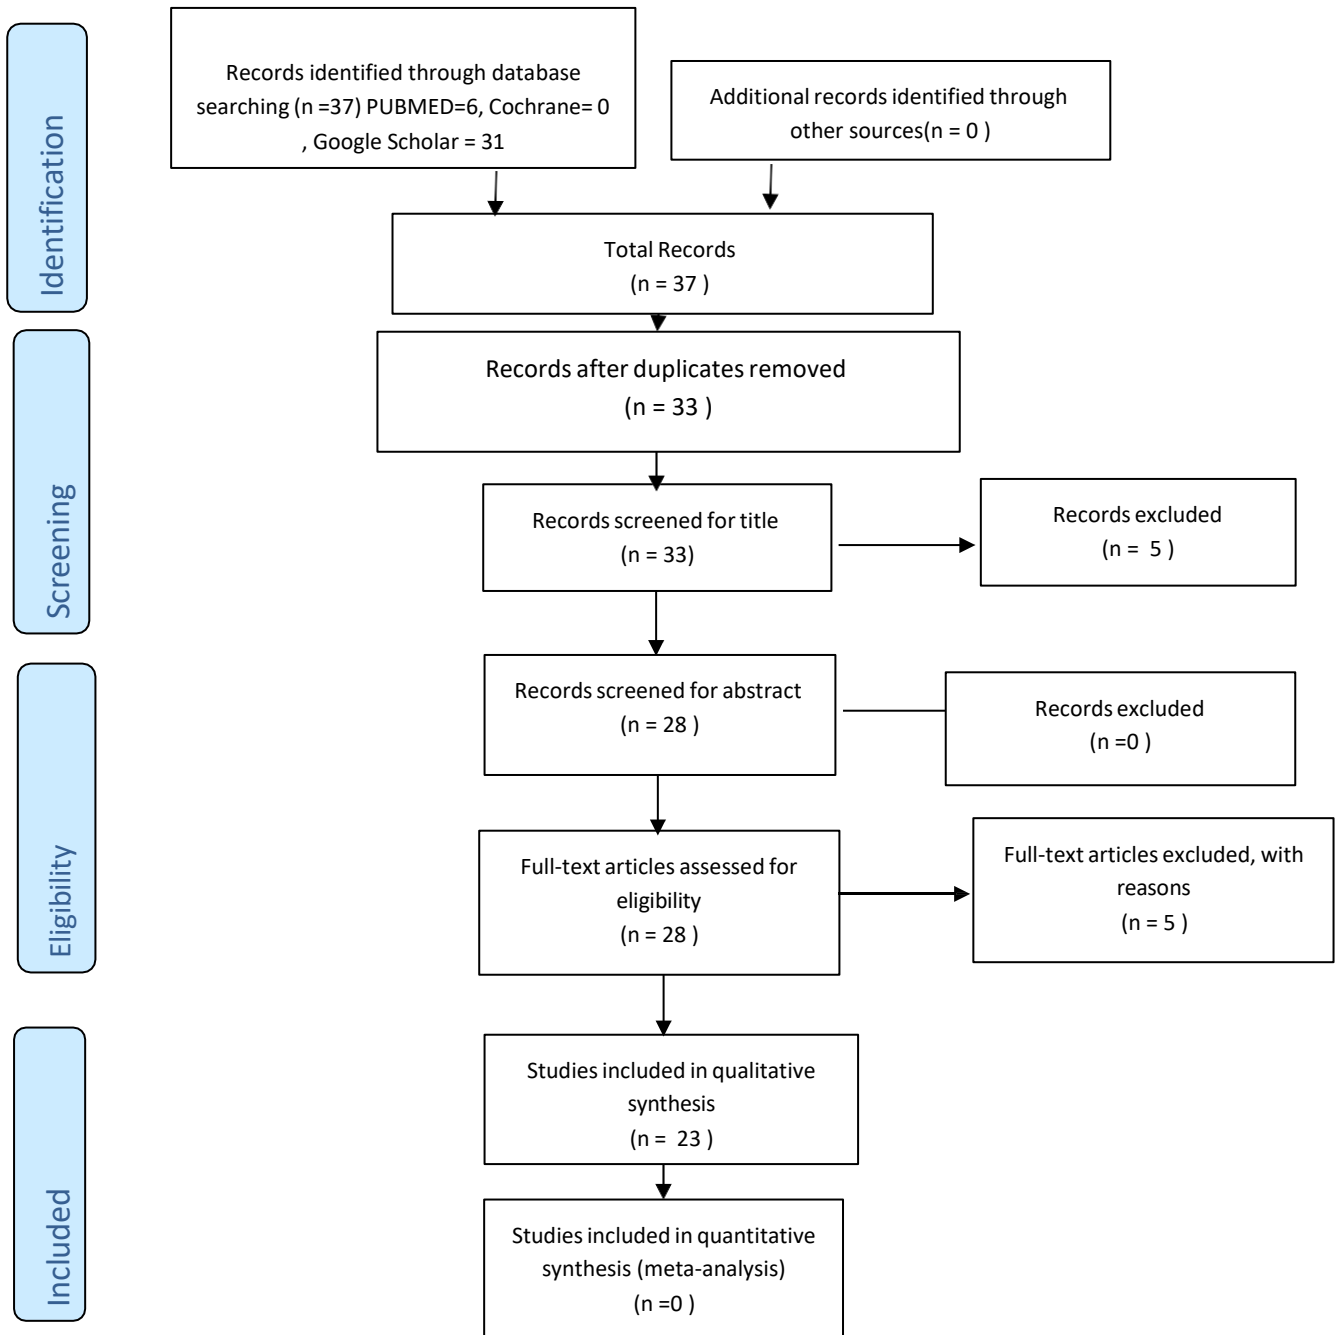 Identification
Records identified through database
searching (n =37) PUBMED=6, Cochrane= 0
, Google Scholar = 31
Additional records identified through
other sources(n = 0 )
Total Records
(n = 37 )
Records after duplicates removed
(n = 33 )
Screening
Records screened for title
(n = 33)
Records excluded
(n =  5 )
Records screened for abstract
(n = 28 )
Records excluded
(n =0 )
Eligibility
Full-text articles assessed for
eligibility
(n = 28 )
Full-text articles excluded, with
reasons
(n = 5 )
Included
Studies included in qualitative
synthesis
(n =  23 )
Studies included in quantitative
synthesis (meta-analysis)
(n =0 )